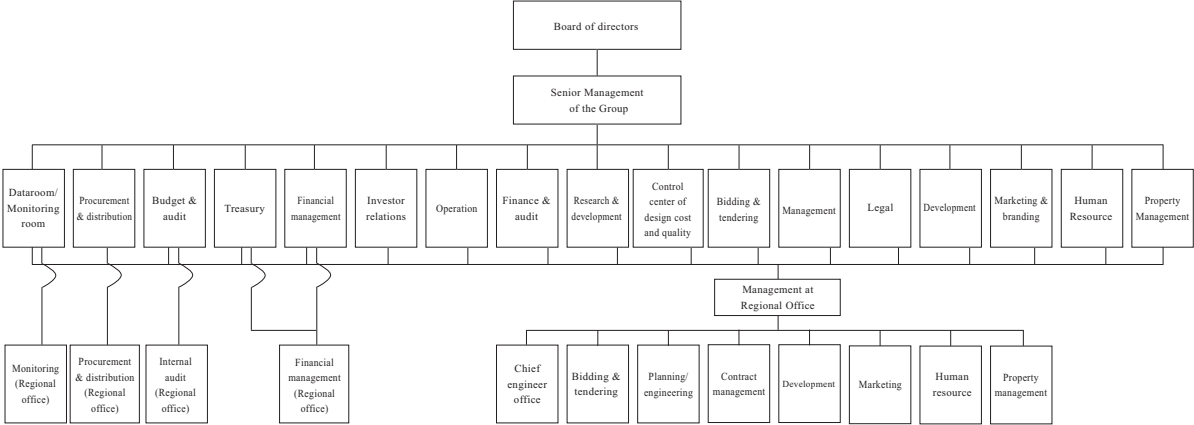 Board of directors
Senior Management
of the Group
Dataroom/
Monitoring
room
Procurement
& distribution
Budget &
audit
Treasury
Financial
management
Investor
relations
Operation
Finance &
audit
Research &
development
Control
center of
design cost
and quality
Bidding &
tendering
Management
Legal
Development
Marketing &
branding
Human
Resource
Property
Management
Management at
Regional Office
Monitoring
(Regional
office)
Procurement
& distribution
(Regional
office)
Internal
audit
(Regional
office)
Financial
management
(Regional
office)
Chief
engineer
office
Bidding &
tendering
Planning/
engineering
Contract
management
Development
Marketing
Human
resource
Property
management